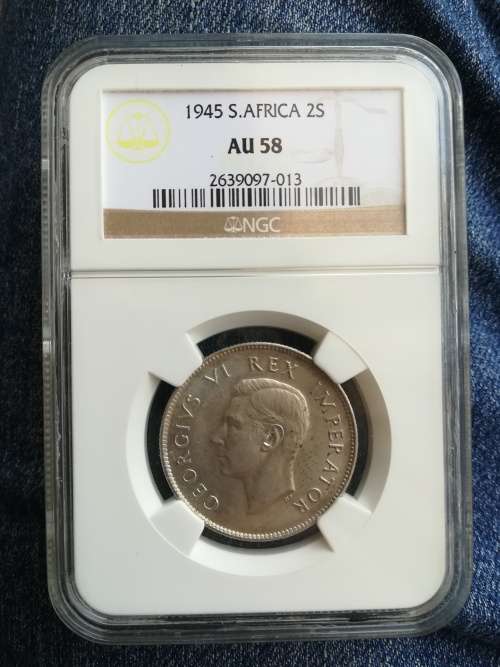 1945 S.AFRICA 2S
AU 58
2639097-013
NGC
GEORGIVS VI REX IMPERATOR